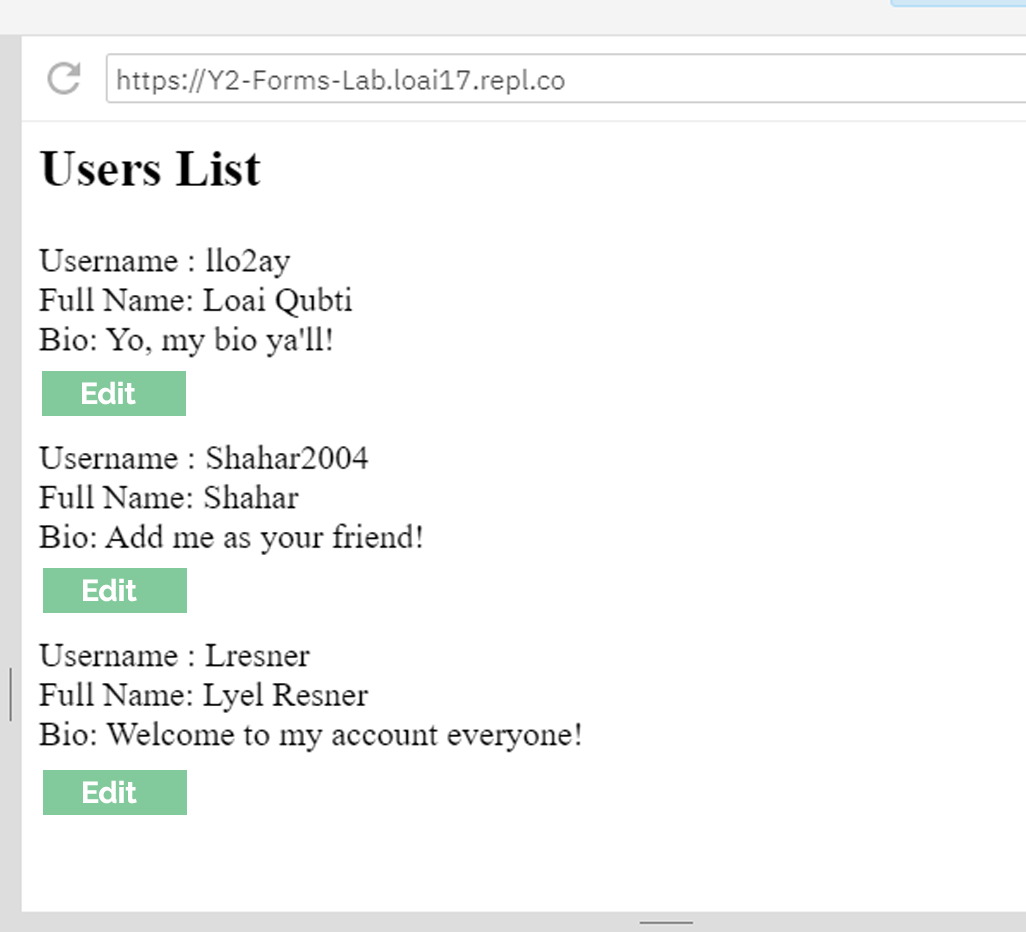 https://Y2-Forms-Lab.loai17.repl.co
Users List
Username : llo2ay
Full Name: Loai Qubti
Bio: Yo, my bio ya'll!
Edit
Username : Shahar2004
Full Name: Shahar
Bio: Add me as your friend!
Edit
Username : Lresner
Full Name: Lyel Resner
Bio: Welcome to my account everyone!
Edit